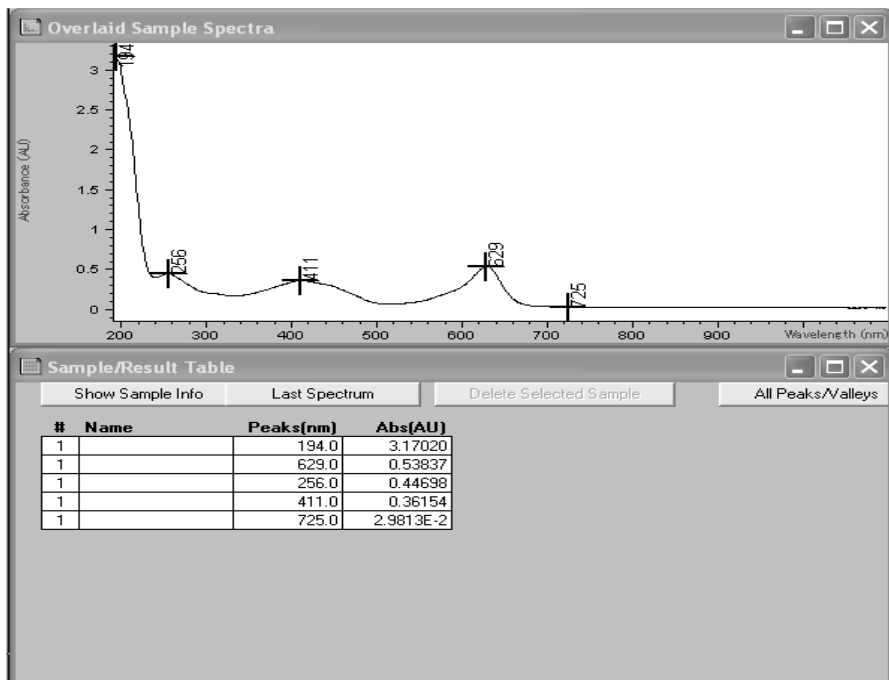 Overlaid Sample Spectra
Absorbance (AU)
3
2.5
2
1.5
1
0.5
0
194
256
411
629
725
200 300 400 500 600 700 800 900 Wavelength (nm)
Sample/Result Table
Show Sample Info Last Spectrum Delete Selected Sample All Peaks/Valleys
# Name Peaks(nm) Abs(AU)
1 194.0 3.17020
1 629.0 0.53837
1 256.0 0.44698
1 411.0 0.36154
1 725.0 2.9813E-2